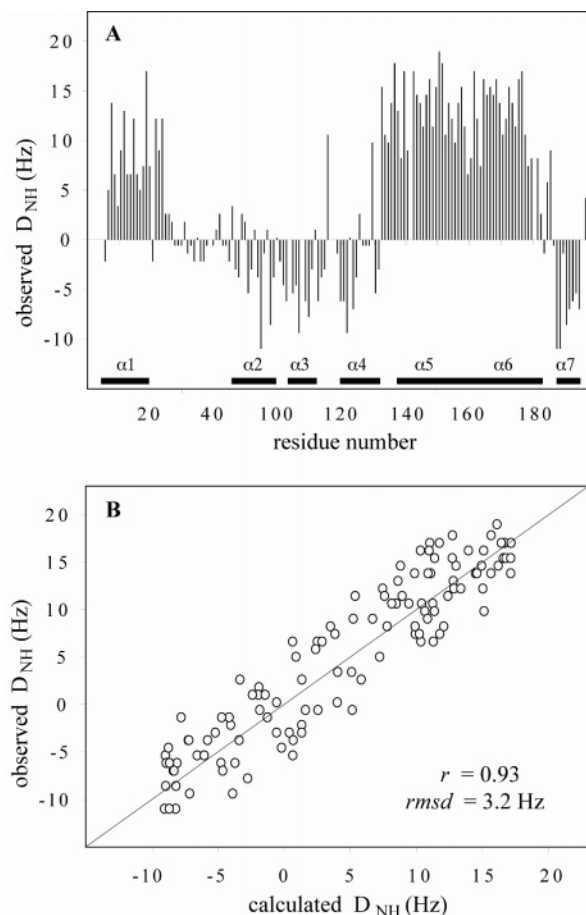 A
20
15
10
5
0
-5
-10
observed D_NH (Hz)
α1 α2 α3 α4 α5 α6 α7
20 40 100 120 140 160 180
residue number
B
20
15
10
5
0
-5
-10
observed D_NH (Hz)
r = 0.93
rmsd = 3.2 Hz
-10 -5 0 5 10 15 20
calculated D_NH (Hz)